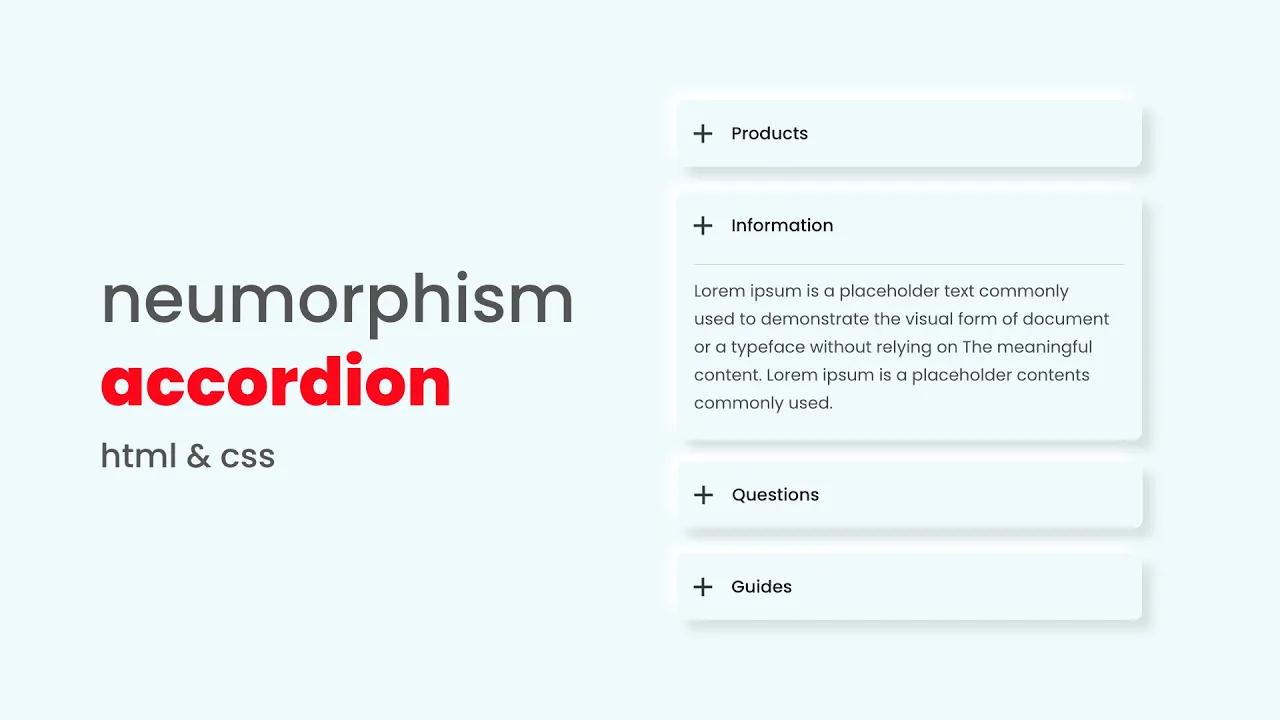 neumorphism
accordion
html & css
Products
Information
Lorem ipsum is a placeholder text commonly
used to demonstrate the visual form of document
or a typeface without relying on The meaningful
content. Lorem ipsum is a placeholder contents
commonly used.
Questions
Guides